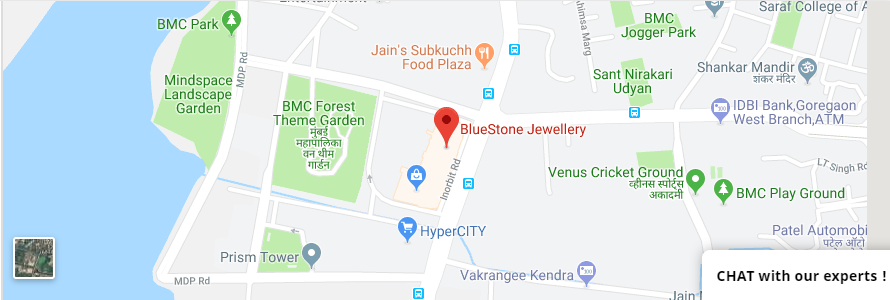 Entertainment
BMC Park
MDP Rd
Jain's Subkuchh
Food Plaza
BMC
Jogger Park
Saraf College of A
Mindspace
Landscape
Garden
BMC Forest
Theme Garden
मुंबई
महापालिका
वन थीम
गार्डन
Sant Nirakari
Udyan
Shankar Mandir
शंकर मंदिर
IDBI Bank,Goregaon
West Branch,ATM
BlueStone Jewellery
Inorbit Rd
LT Singh Rd
Venus Cricket Ground
व्हीनस स्पोर्ट्स
अकादमी
BMC Play Ground
HyperCITY
Patel Automobi
पटेल ऑटो
Prism Tower
MDP Rd
Vakrangee Kendra
Jain
CHAT with our experts !